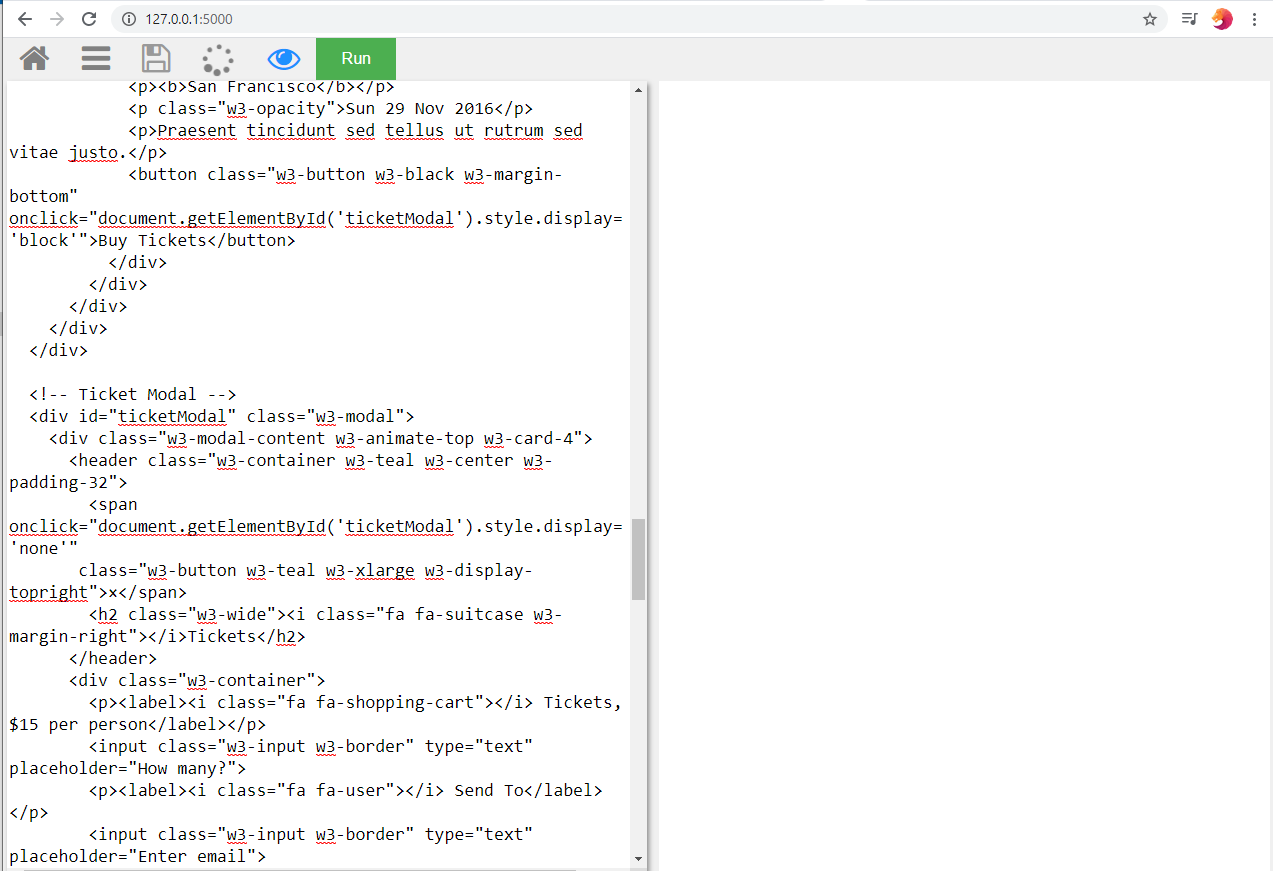 127.0.0.1:5000
Run
<p><b>San Francisco</b></p>
<p class="w3-opacity">Sun 29 Nov 2016</p>
<p>Praesent tincidunt sed tellus ut rutrum sed
vitae justo.</p>
<button class="w3-button w3-black w3-margin-
bottom"
onclick="document.getElementById('ticketModal').style.display=
'block'">Buy Tickets</button>
</div>
</div>
</div>
</div>
</div>
<!-- Ticket Modal -->
<div id="ticketModal" class="w3-modal">
<div class="w3-modal-content w3-animate-top w3-card-4">
<header class="w3-container w3-teal w3-center w3-
padding-32">
<span
onclick="document.getElementById('ticketModal').style.display=
'none'"
class="w3-button w3-teal w3-xlarge w3-display-
topright">x</span>
<h2 class="w3-wide"><i class="fa fa-suitcase w3-
margin-right"></i>Tickets</h2>
</header>
<div class="w3-container">
<p><label><i class="fa fa-shopping-cart"></i> Tickets,
$15 per person</label></p>
<input class="w3-input w3-border" type="text"
placeholder="How many?">
<p><label><i class="fa fa-user"></i> Send To</label>
</p>
<input class="w3-input w3-border" type="text"
placeholder="Enter email">